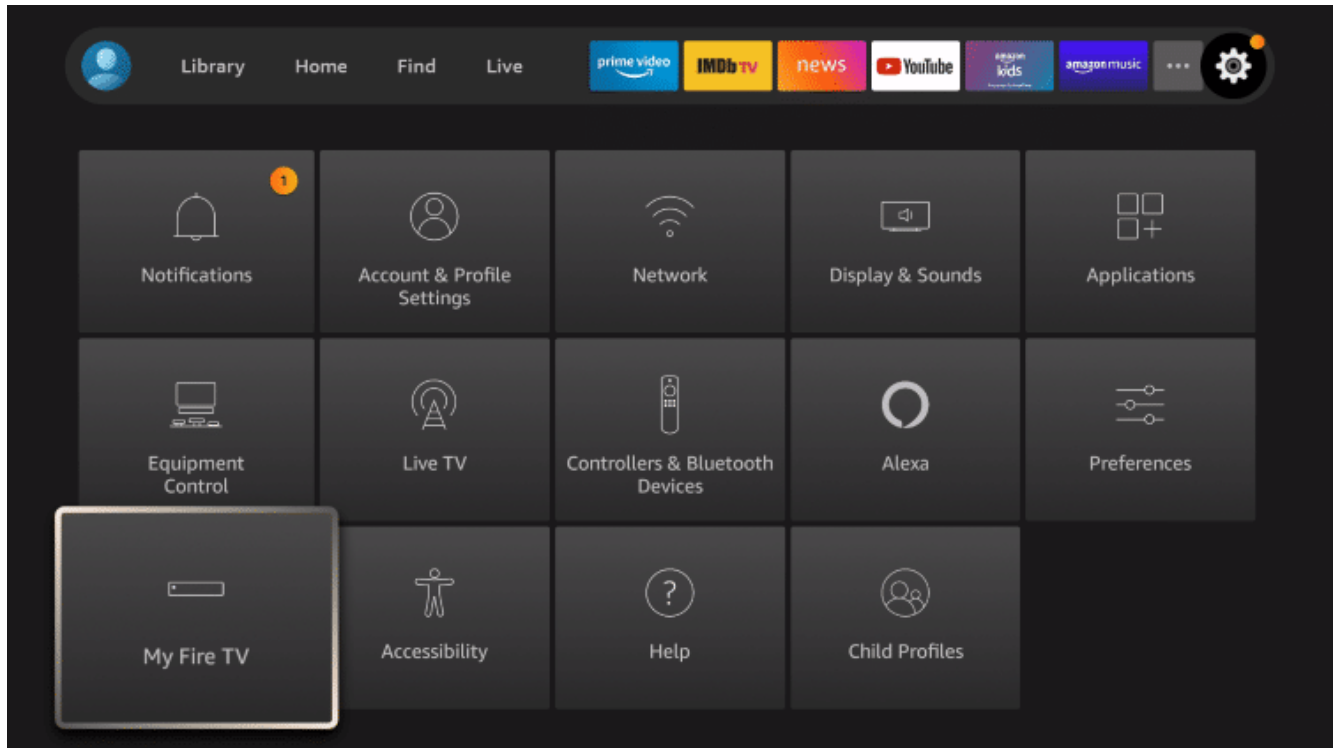 Library Home Find Live prime video IMDb TV news YouTube amazon kids amazon music
1
Notifications
Account & Profile
Settings
Network
Display & Sounds
Applications
Equipment
Control
Live TV
Controllers & Bluetooth
Devices
Alexa
Preferences
My Fire TV
Accessibility
?
Help
Child Profiles